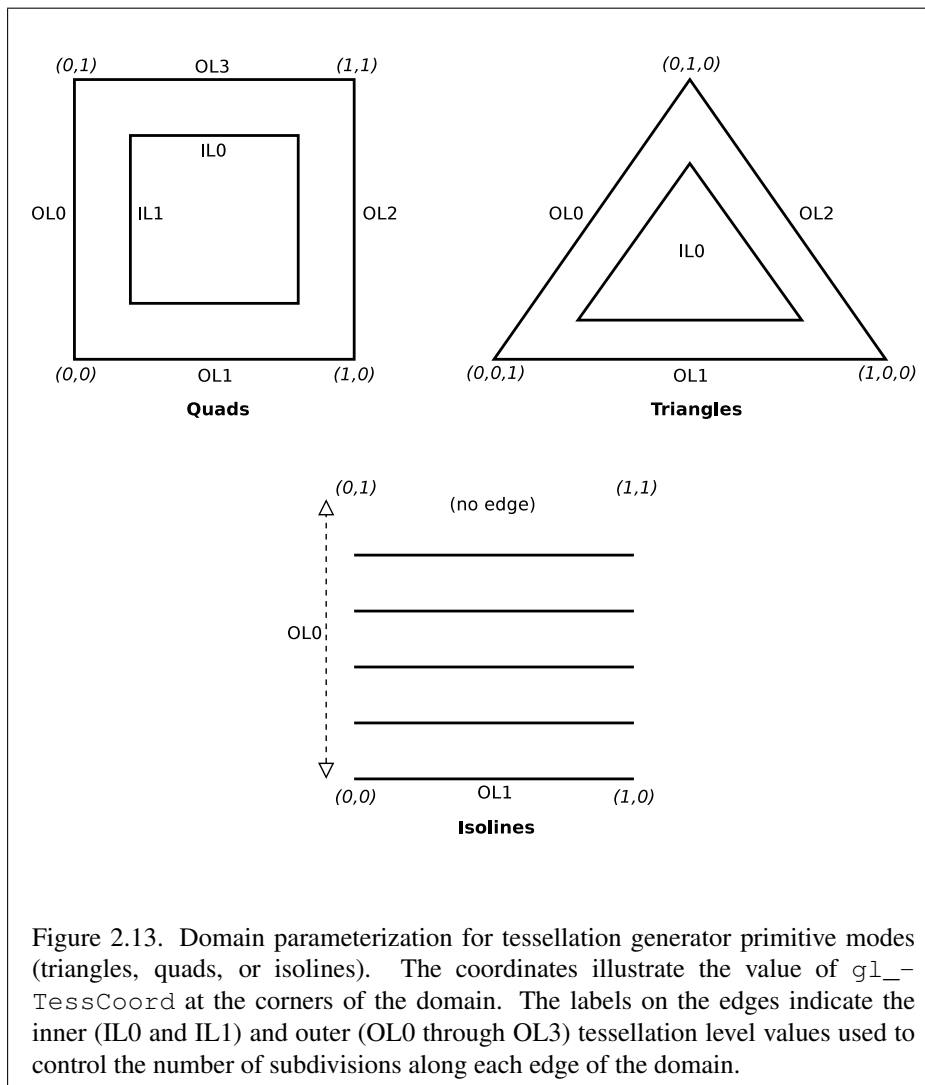 (0,1) OL3 (1,1)
IL0
OL0 IL1 OL2
(0,0) OL1 (1,0)
Quads
(0,1,0)
OL0 OL2
IL0
(0,0,1) OL1 (1,0,0)
Triangles
(0,1) (no edge) (1,1)
OL0
(0,0) OL1 (1,0)
Isolines
Figure 2.13. Domain parameterization for tessellation generator primitive modes
(triangles, quads, or isolines). The coordinates illustrate the value of gl_-
TessCoord at the corners of the domain. The labels on the edges indicate the
inner (IL0 and IL1) and outer (OL0 through OL3) tessellation level values used to
control the number of subdivisions along each edge of the domain.